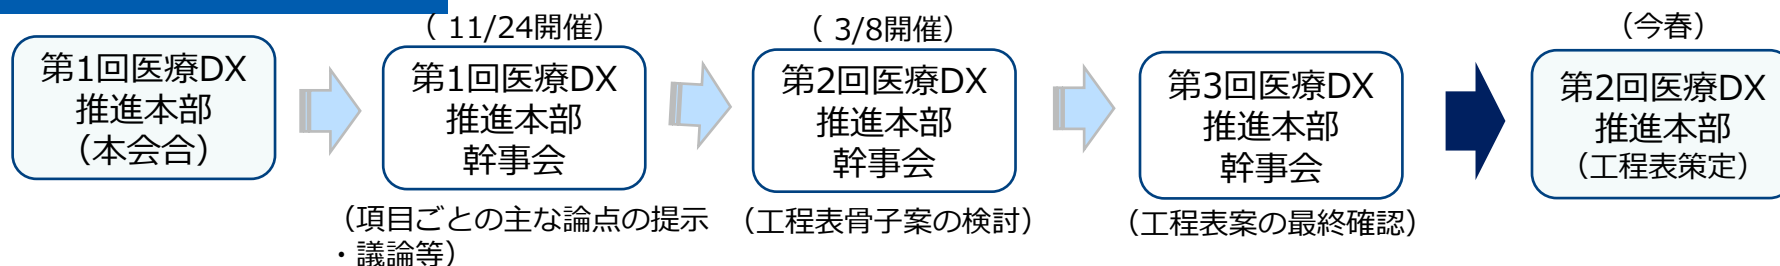 第1回医療DX
推進本部
（本会合）
（ 11/24開催）
第1回医療DX
推進本部
幹事会
（項目ごとの主な論点の提示
・議論等）
（ 3/8開催）
第2回医療DX
推進本部
幹事会
（工程表骨子案の検討）
第3回医療DX
推進本部
幹事会
（工程表案の最終確認）
（今春）
第2回医療DX
推進本部
（工程表策定）